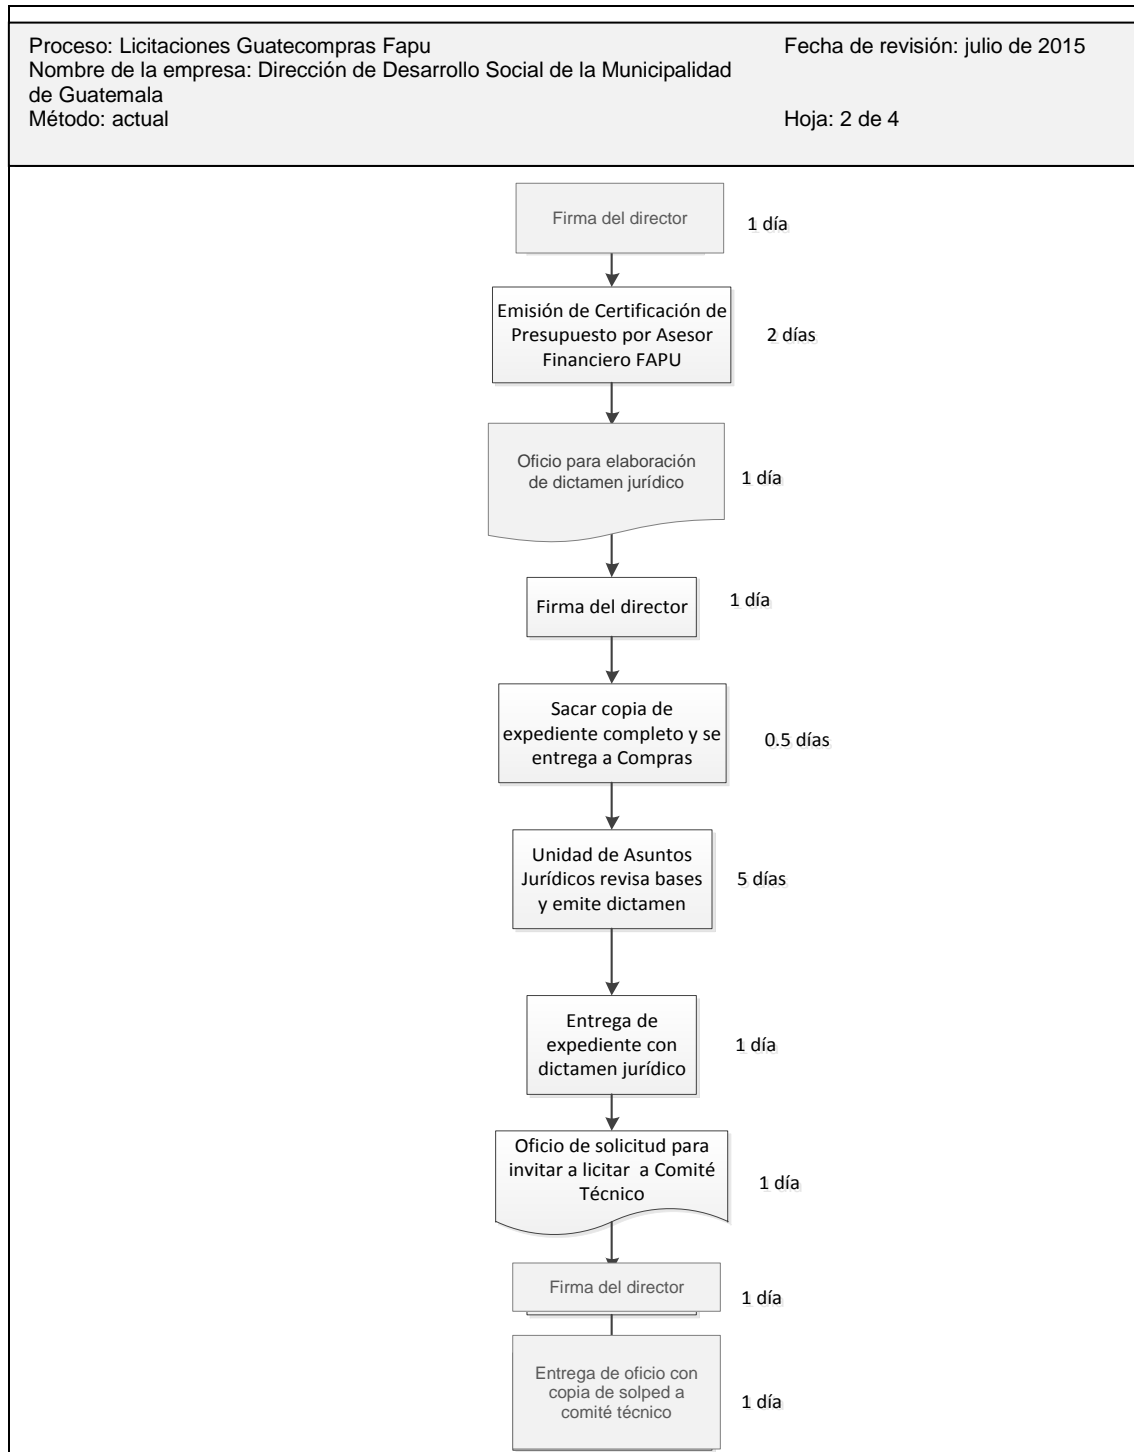 Proceso: Licitaciones Guatecompras Fapu
Fecha de revisión: julio de 2015
Nombre de la empresa: Dirección de Desarrollo Social de la Municipalidad
de Guatemala
Método: actual
Hoja: 2 de 4
Firma del director
1 día
Emisión de Certificación de
Presupuesto por Asesor
Financiero FAPU
2 días
Oficio para elaboración
de dictamen jurídico
1 día
Firma del director
1 día
Sacar copia de
expediente completo y se
entrega a Compras
0.5 días
Unidad de Asuntos
Jurídicos revisa bases
y emite dictamen
5 días
Entrega de
expediente con
dictamen jurídico
1 día
Oficio de solicitud para
invitar a licitar a Comité
Técnico
1 día
Firma del director
1 día
Entrega de oficio con
copia de solped a
comité técnico
1 día